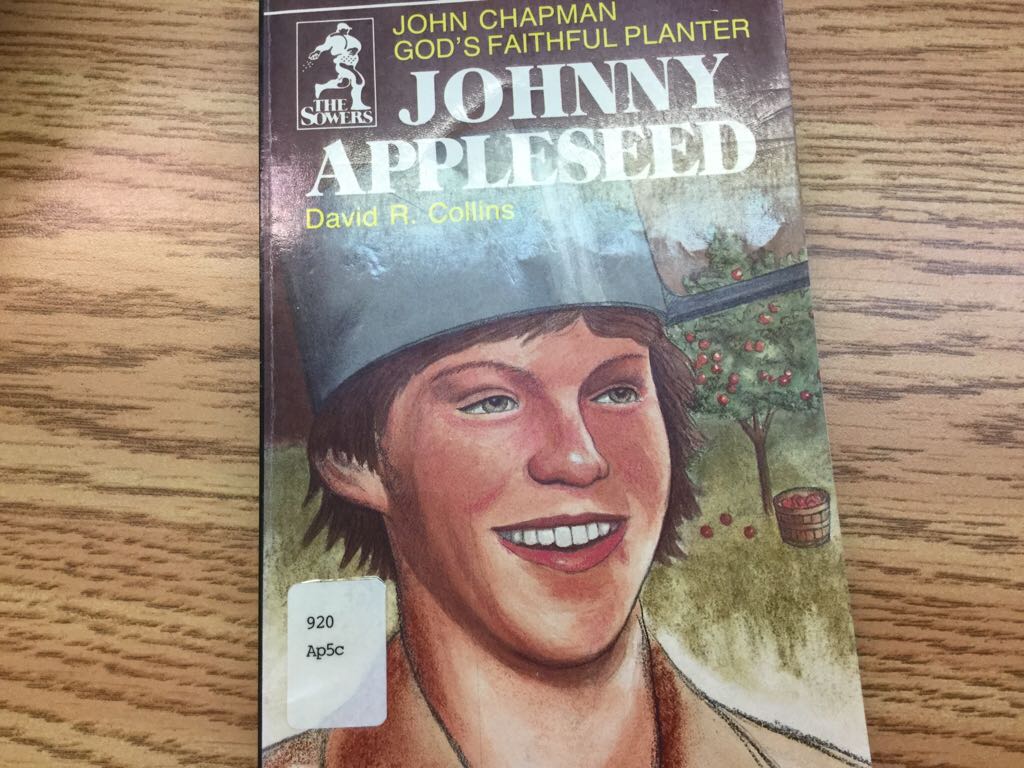 JOHN CHAPMAN
GOD'S FAITHFUL PLANTER
JOHNNY
APPLESEED
David R. Collins
THE
SOWERS
920
Ap5c